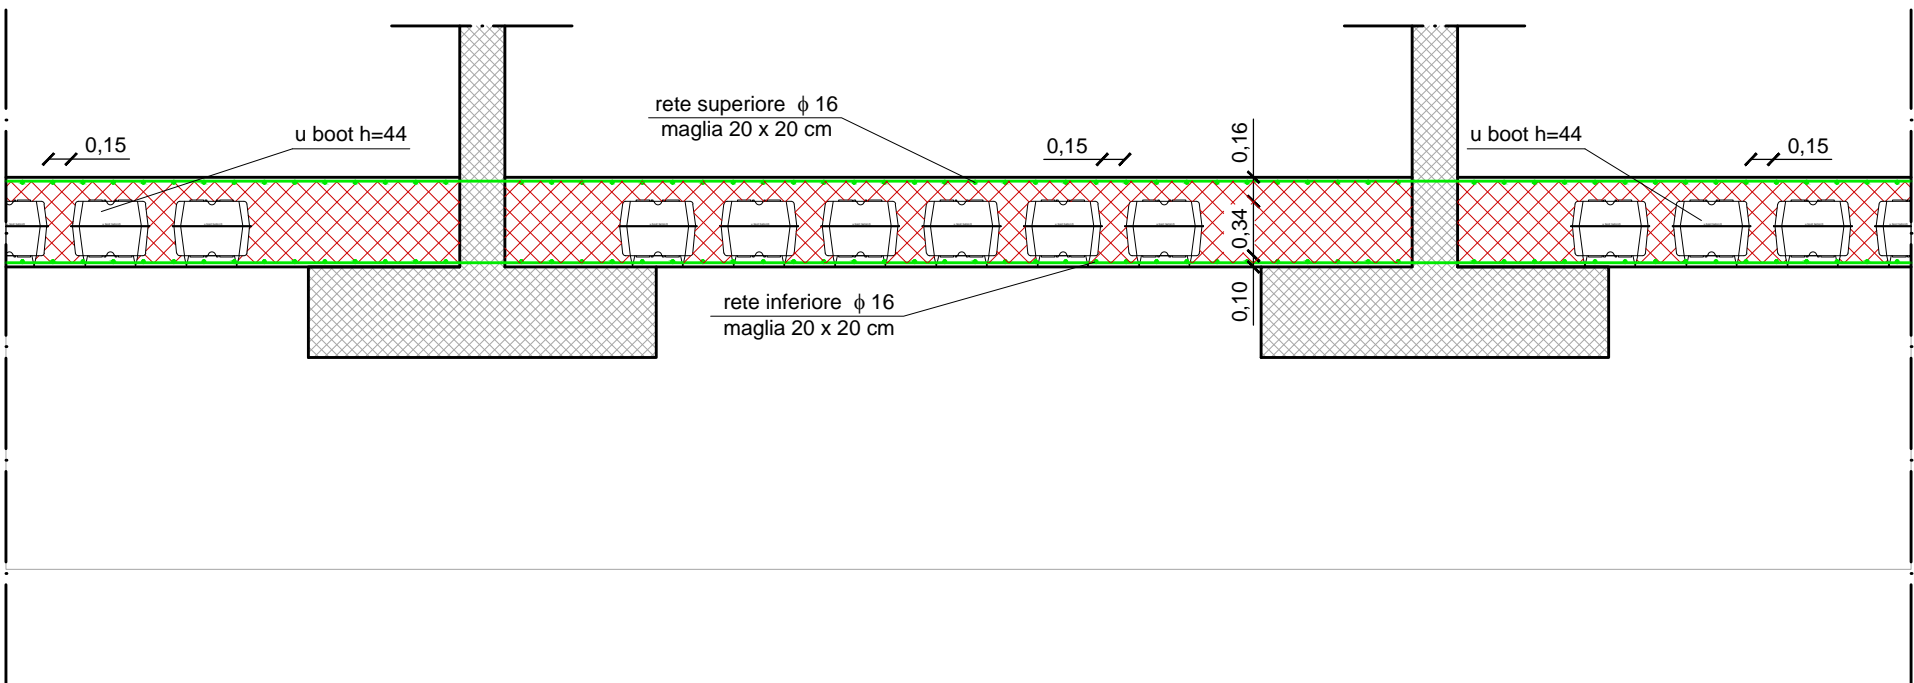 rete superiore ϕ 16
maglia 20 x 20 cm
0,15
u boot h=44
0,15
0,16
u boot h=44
0,15
0,34
rete inferiore ϕ 16
maglia 20 x 20 cm
0,10